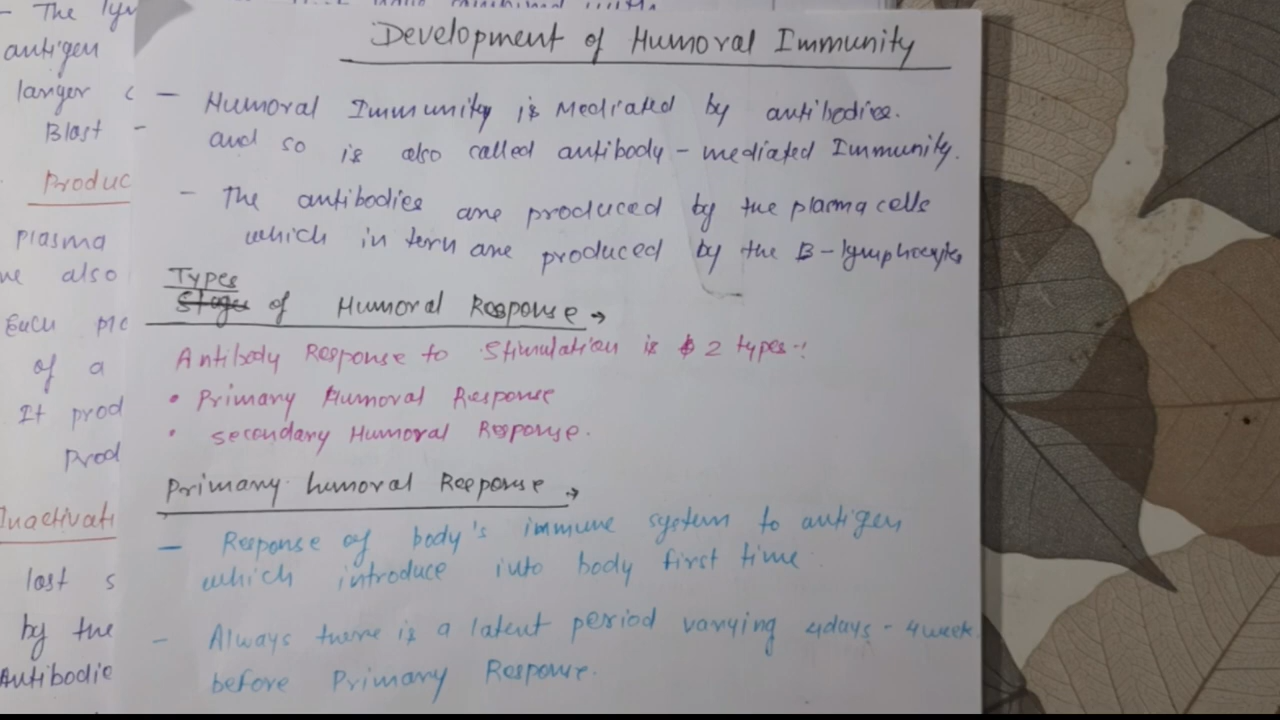 - The
antigen
larger
Blast -
Produc
Plasma
also
Each
of a
It prod
Prod
Inactivati
lost s
by the
Antibodie
Development of Humoral Immunity
- Humoral Immunity is Mediated by antibodies.
and so is also called antibody - mediated Immunity.
- The antibodies are produced by the plasma cells
which in tern are produced by the B-lymphocytes
Types
Stages of Humoral Response →
Antibody Response to Stimulation is 2 types-:
• Primary Humoral Response
• secondary Humoral Response.
Primary humoral Response →
- Response of body's immune system to antigen
which introduce into body first time
- Always there is a latent period varying 4days - 4week
before Primary Response.